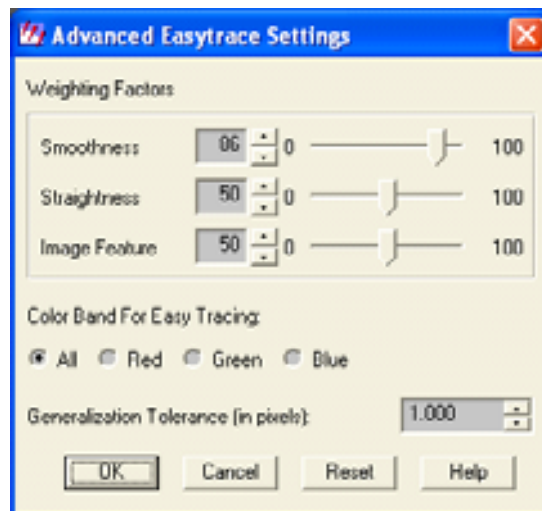 Advanced Easytrace Settings
Weighting Factors
Smoothness 06 0 100
Straightness 50 0 100
Image Feature 50 0 100
Color Band For Easy Tracing:
All Red Green Blue
Generalization Tolerance (in pixels): 1.000
OK Cancel Reset Help